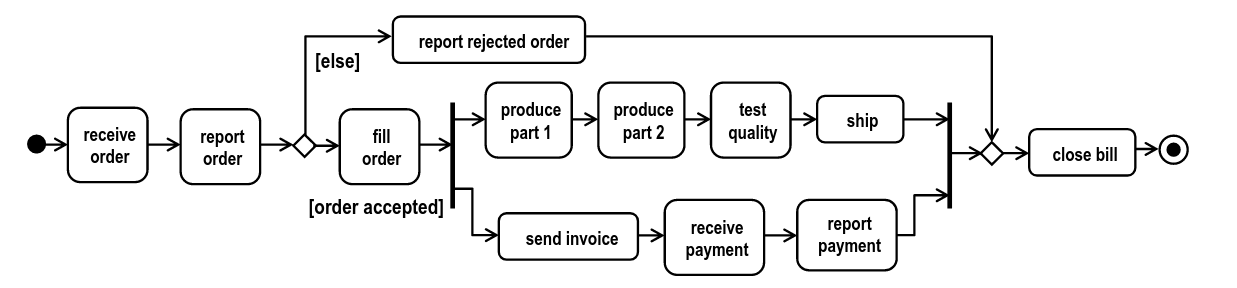 report rejected order
[else]
receive
order
report
order
fill
order
[order accepted]
produce
part 1
produce
part 2
test
quality
ship
send invoice
receive
payment
report
payment
close bill